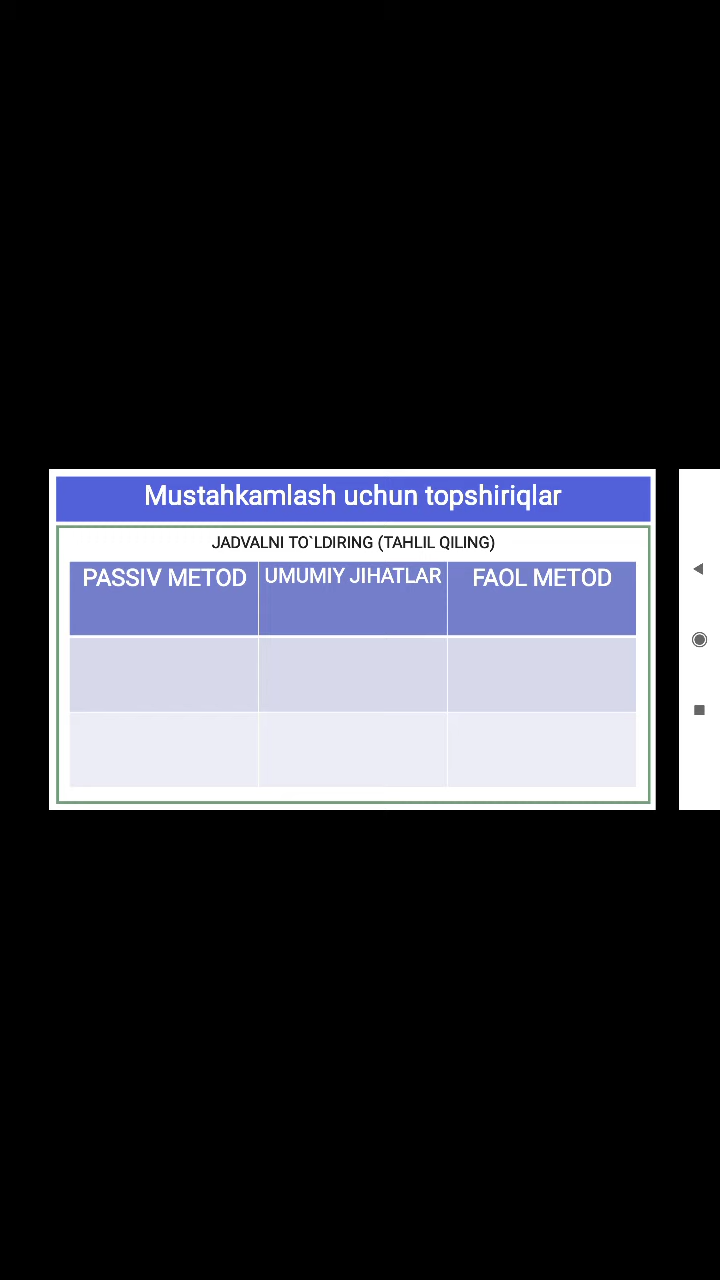 Mustahkamlash uchun topshiriqlar
JADVALNI TO`LDIRING (TAHLIL QILING)
PASSIV METOD UMUMIY JIHATLAR FAOL METOD